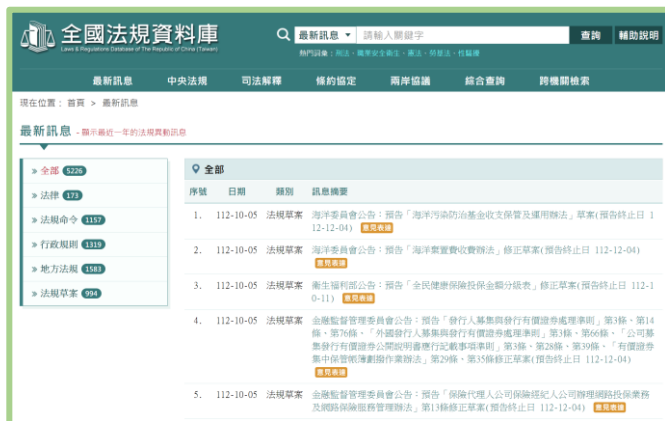 全國法規資料庫
Laws & Regulations Database of The Republic of China (Taiwan)
最新訊息 請輸入關鍵字 查詢 輔助說明
熱門詞彙：民法、職業安全衛生、憲法、勞基法、性騷擾
最新訊息 中央法規 司法解釋 條約協定 兩岸協議 綜合查詢 跨機關檢索
現在位置：首頁 > 最新訊息
最新訊息 - 顯示最近一年的法規異動訊息
» 全部 5226
» 法律 173
» 法規命令 1157
» 行政規則 1319
» 地方法規 1583
» 法規草案 994
全部
序號 日期 類別 訊息摘要
1. 112-10-05 法規草案 海洋委員會公告：預告「海洋污染防治基金收支保管及運用辦法」草案(預告終止日 1
12-12-04) 意見表達
2. 112-10-05 法規草案 海洋委員會公告：預告「海洋棄置費收費辦法」修正草案(預告終止日 112-12-04)
意見表達
3. 112-10-05 法規草案 衛生福利部公告：預告「全民健康保險投保金額分級表」修正草案(預告終止日 112-1
0-11) 意見表達
4. 112-10-05 法規草案 金融監督管理委員會公告：預告「發行人募集與發行有價證券處理準則」第3條、第14
條、第76條，「外國發行人募集與發行有價證券處理準則」第3條、第66條，「公司募
集發行有價證券公開說明書應行記載事項準則」第3條、第28條、第39條，「有價證券
集中保管帳簿劃撥作業辦法」第29條、第35條修正草案(預告終止日 112-12-04)
意見表達
5. 112-10-05 法規草案 金融監督管理委員會公告：預告「保險代理人公司保險經紀人公司辦理網路投保業務
及網路保險服務管理辦法」第13條修正草案(預告終止日 112-12-04) 意見表達